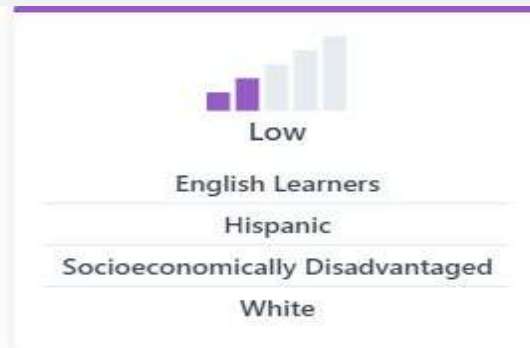 Low
English Learners
Hispanic
Socioeconomically Disadvantaged
White